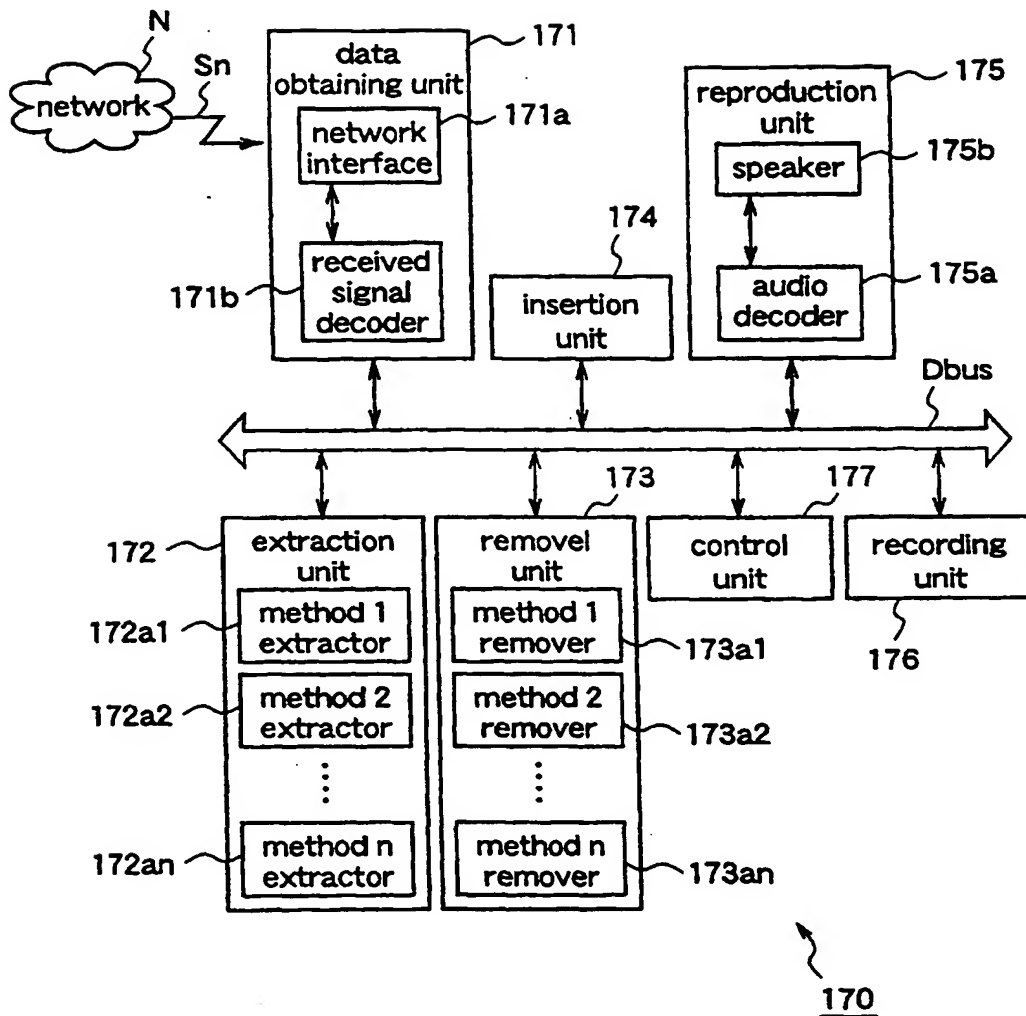 N
Sn
network
171
data
obtaining unit
171a
network
interface
171b
received
signal
decoder
174
insertion
unit
175
reproduction
unit
175b
speaker
175a
audio
decoder
Dbus
172
extraction
unit
172a1
method 1
extractor
172a2
method 2
extractor
172an
method n
extractor
173
removel
unit
method 1
remover
173a1
method 2
remover
173a2
method n
remover
173an
177
control
unit
recording
unit
176
170